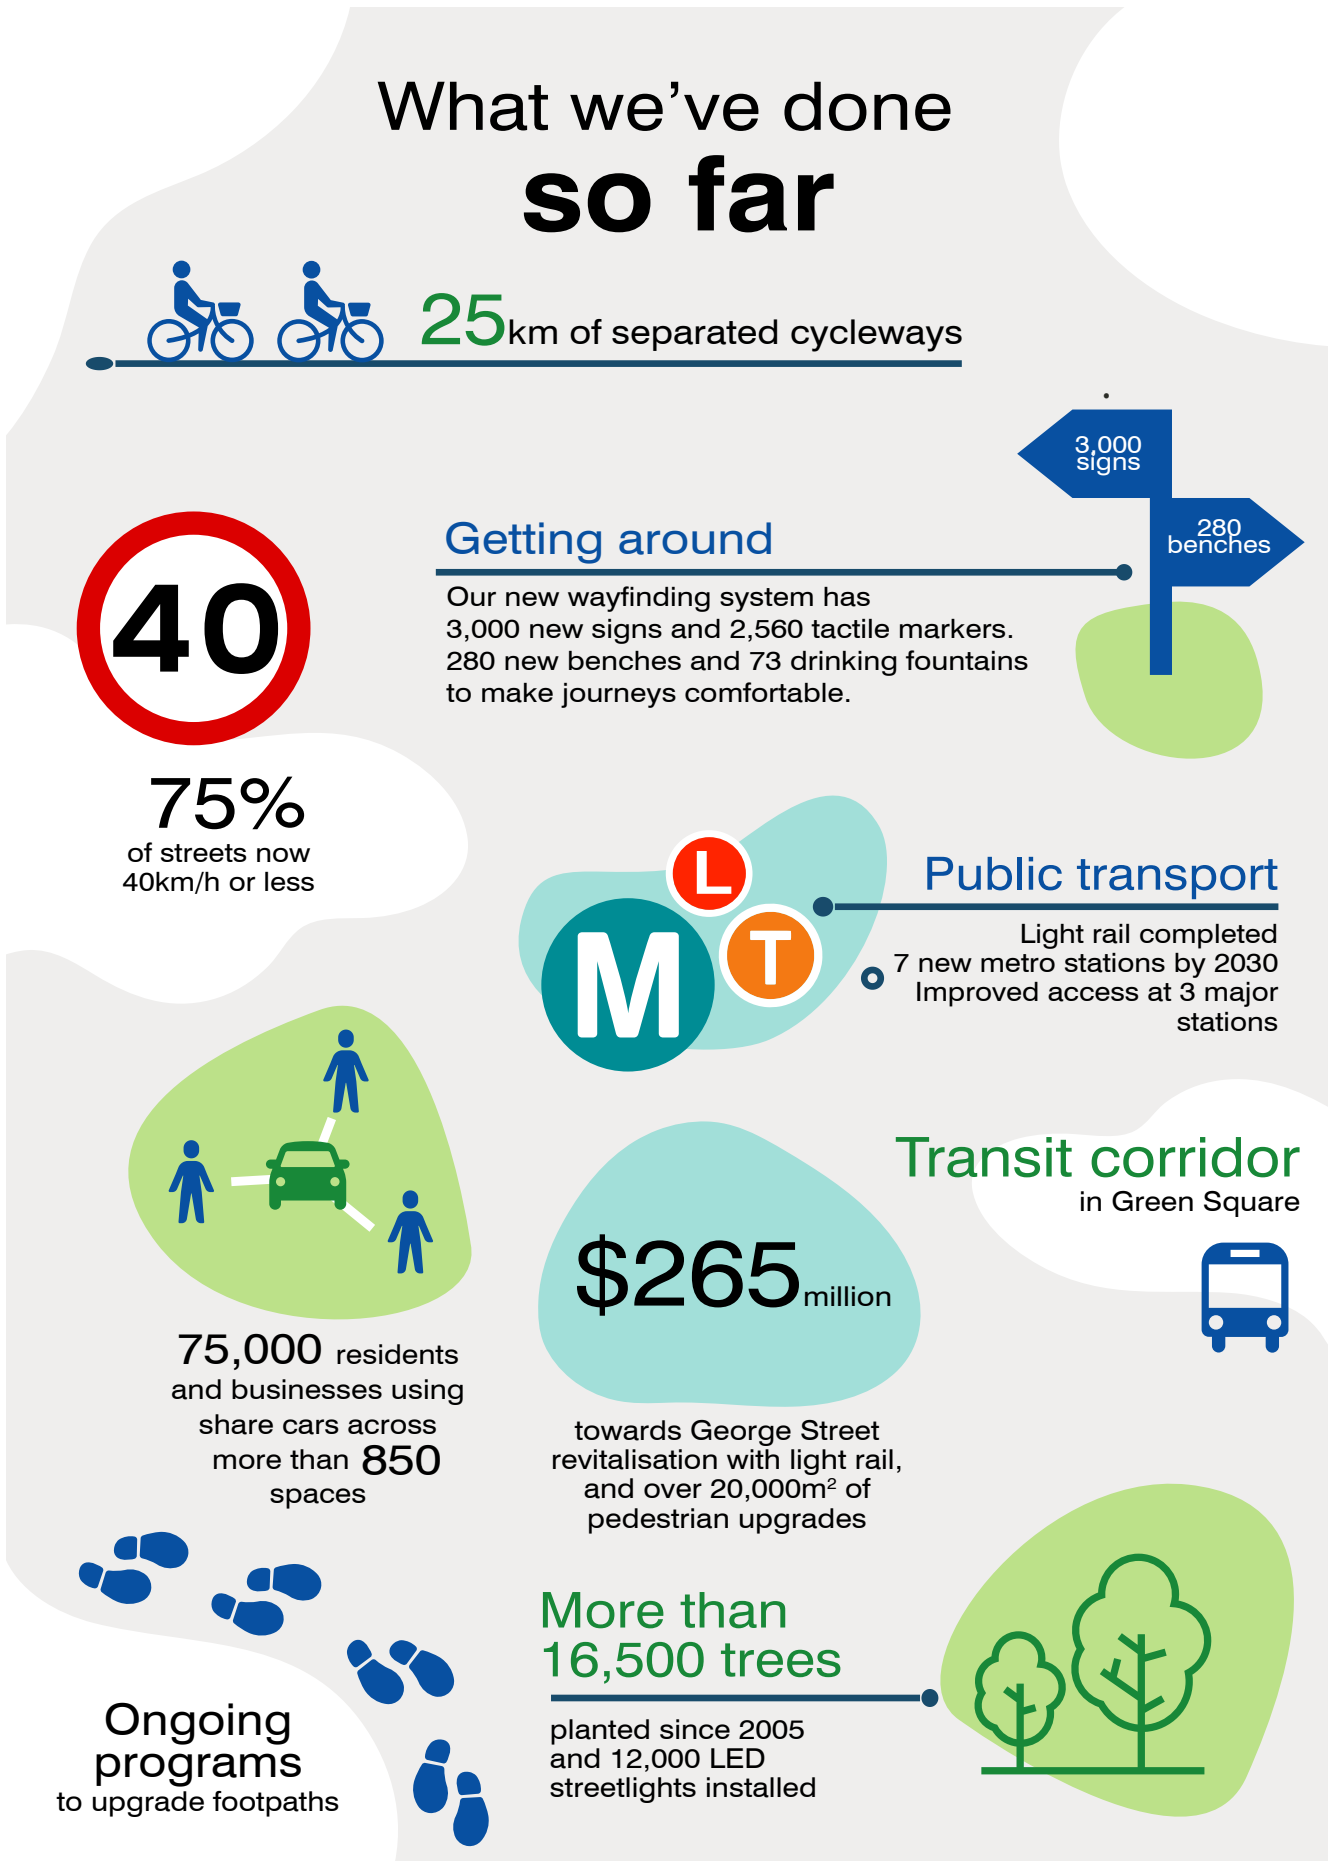 What we've done
so far
25km of separated cycleways
3,000
signs
280
benches
Getting around
Our new wayfinding system has
3,000 new signs and 2,560 tactile markers.
280 new benches and 73 drinking fountains
to make journeys comfortable.
40
75%
of streets now
40km/h or less
L
M
T
Public transport
Light rail completed
7 new metro stations by 2030
Improved access at 3 major
stations
Transit corridor
in Green Square
$265million
towards George Street
revitalisation with light rail,
and over 20,000m² of
pedestrian upgrades
75,000 residents
and businesses using
share cars across
more than 850
spaces
More than
16,500 trees
planted since 2005
and 12,000 LED
streetlights installed
Ongoing
programs
to upgrade footpaths